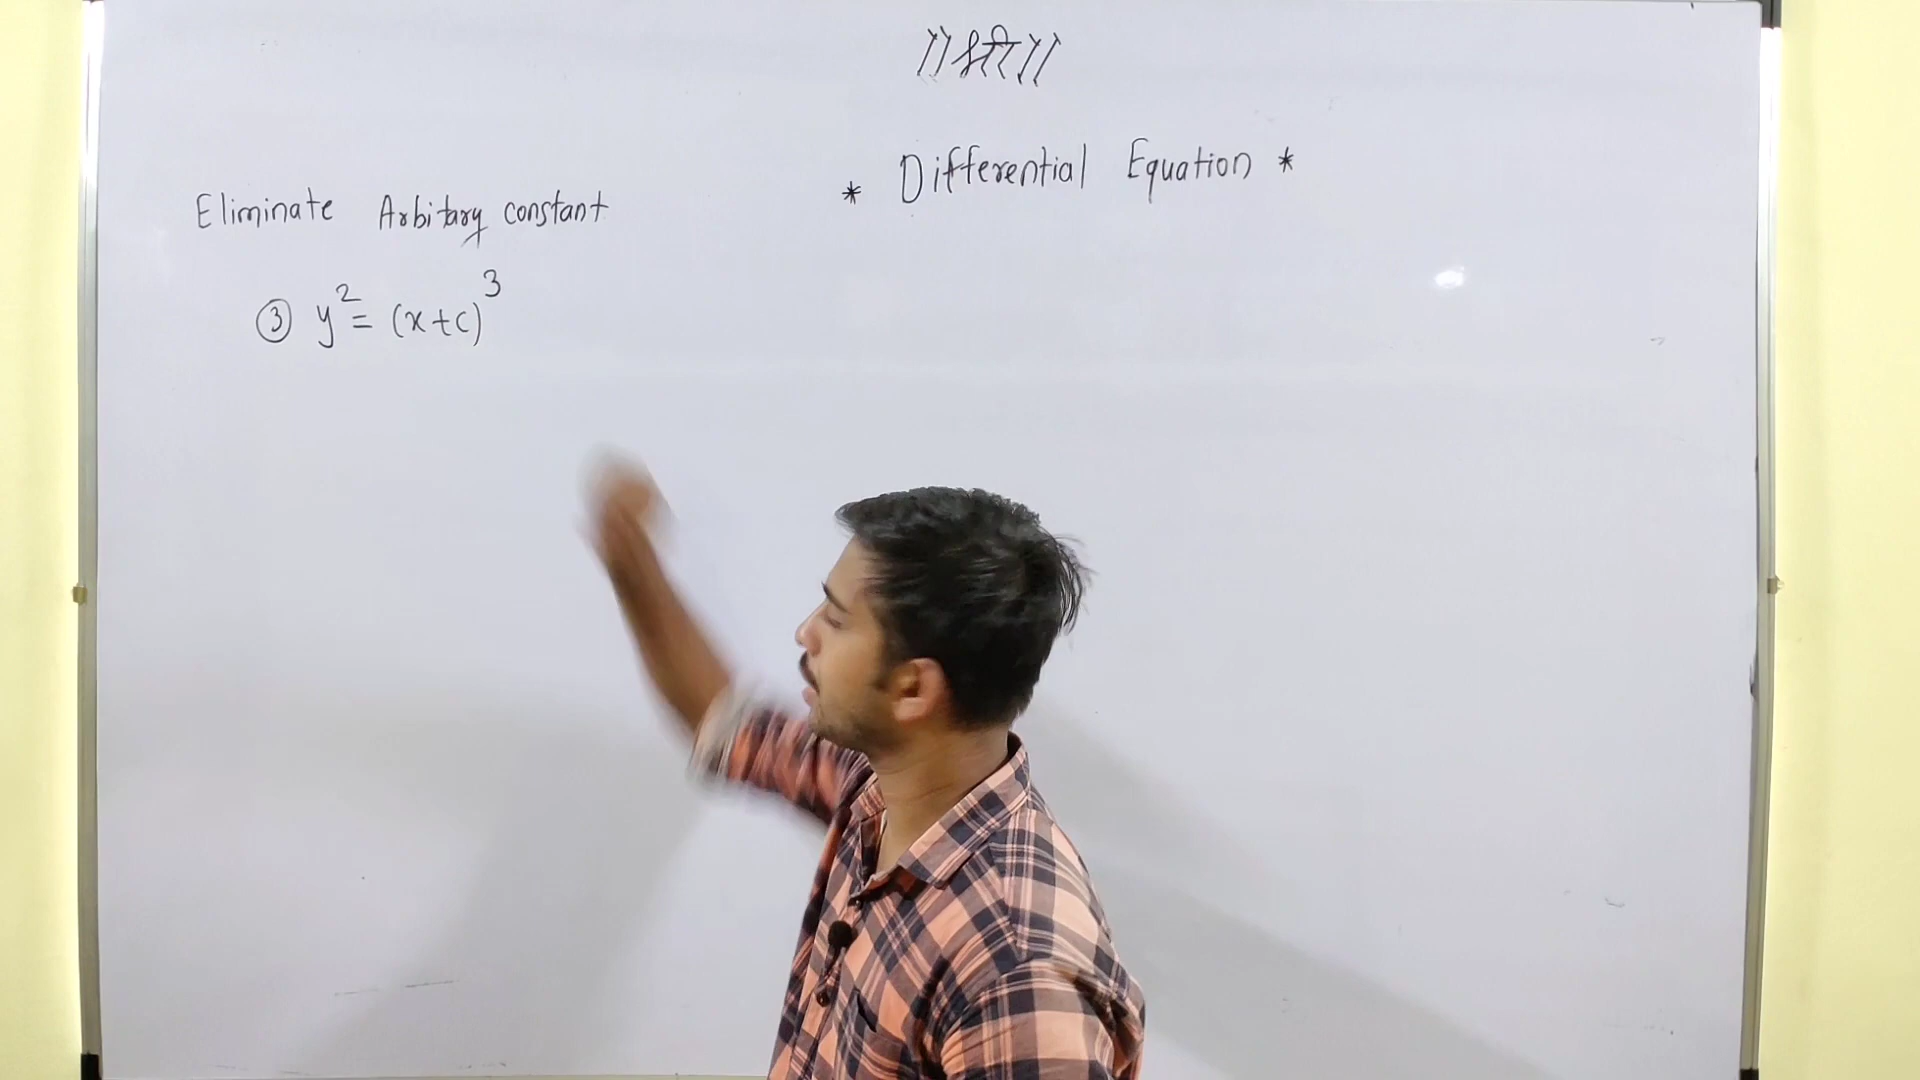 ॥श्री॥
* Differential Equation *
Eliminate Arbitary constant
③ y² = (x+c)³